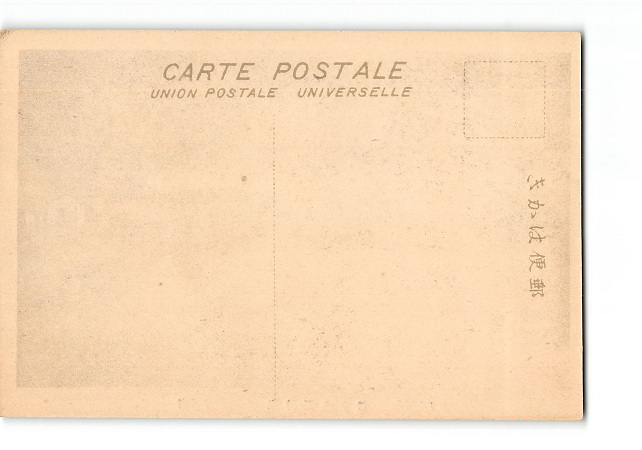 CARTE POSTALE
UNION POSTALE UNIVERSELLE
郵便はかき